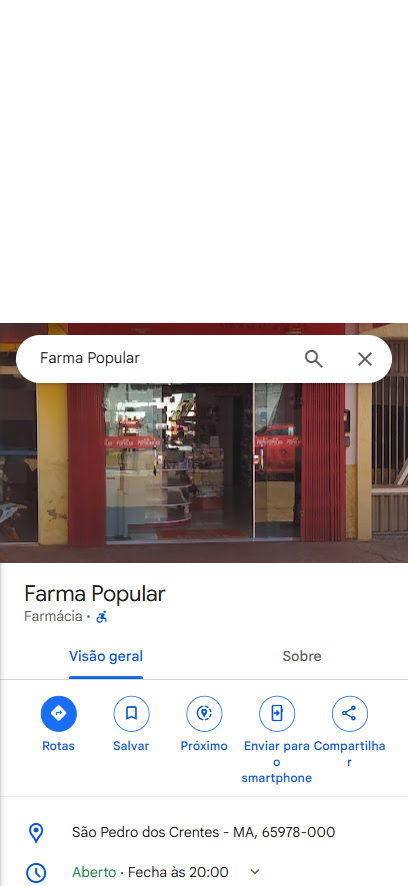 Farma Popular
Farma Popular
Farmácia ·
Visão geral
Sobre
Rotas
Salvar
Próximo
Enviar para o smartphone
Compartilhar
São Pedro dos Crentes - MA, 65978-000
Aberto · Fecha às 20:00